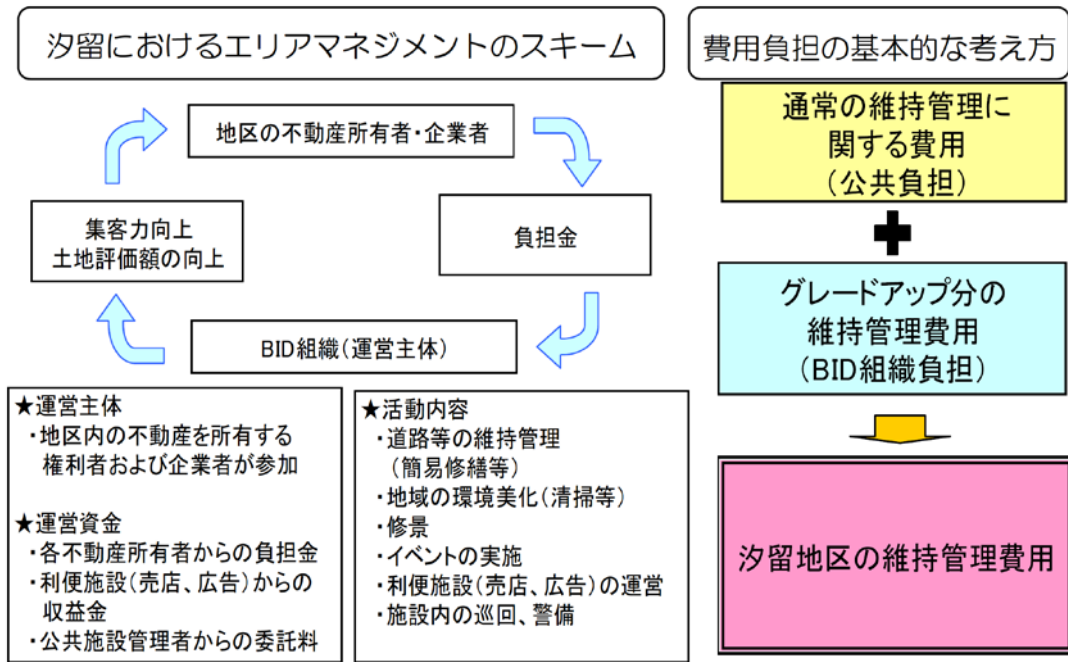 汐留におけるエリアマネジメントのスキーム
地区の不動産所有者・企業者
負担金
BID組織(運営主体)
集客力向上
土地評価額の向上
★運営主体
・地区内の不動産を所有する
権利者および企業者が参加
★運営資金
・各不動産所有者からの負担金
・利便施設(売店、広告)からの
収益金
・公共施設管理者からの委託料
★活動内容
・道路等の維持管理
(簡易修繕等)
・地域の環境美化(清掃等)
・修景
・イベントの実施
・利便施設(売店、広告)の運営
・施設内の巡回、警備
費用負担の基本的な考え方
通常の維持管理に
関する費用
(公共負担)
グレードアップ分の
維持管理費用
(BID組織負担)
汐留地区の維持管理費用